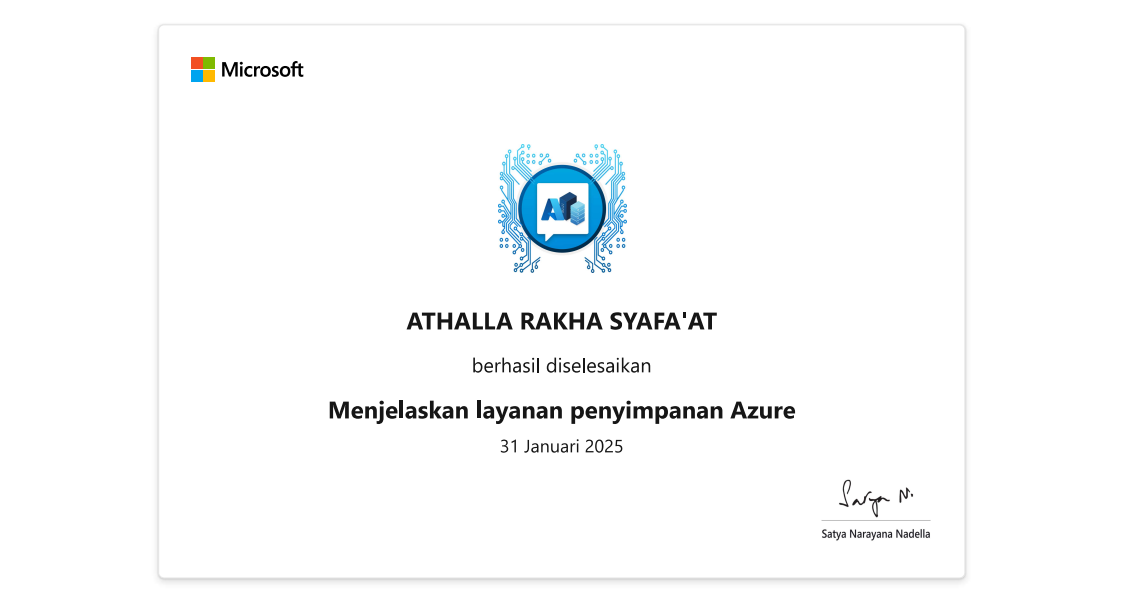 Microsoft
ATHALLA RAKHA SYAFA'AT
berhasil diselesaikan
Menjelaskan layanan penyimpanan Azure
31 Januari 2025
Satya N.
Satya Narayana Nadella